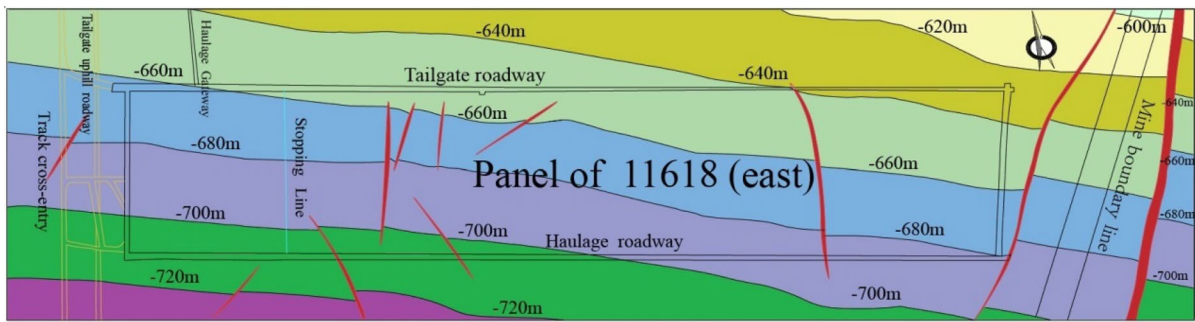 -640m
-620m
-600m
Tailgate uphill roadway
Haulage Gateway
-660m
Tailgate roadway
-640m
-640m
Track cross-entry
-660m
Stopping Line
Mine boundary line
-680m
-660m
-660m
Panel of 11618 (east)
-700m
-700m
Haulage roadway
-680m
-680m
-720m
-720m
-700m
-700m